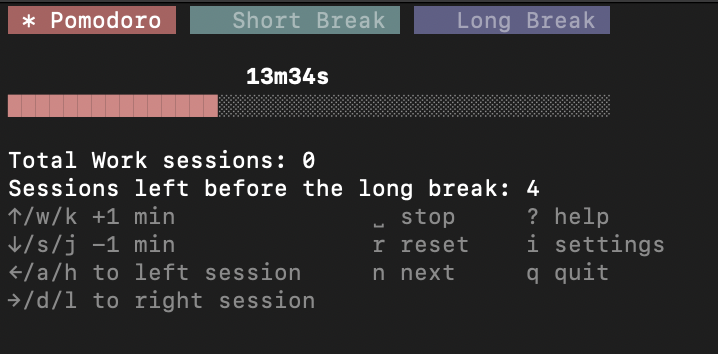 * Pomodoro Short Break Long Break
13m34s
Total Work sessions: 0
Sessions left before the long break: 4
↑/w/k +1 min ␣ stop ? help
↓/s/j −1 min r reset i settings
←/a/h to left session n next q quit
→/d/l to right session